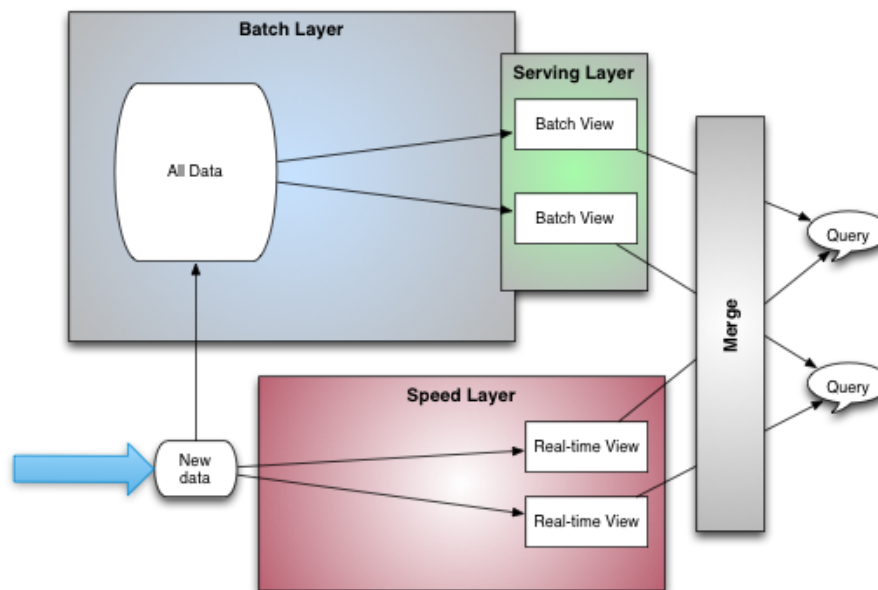 Batch Layer
Serving Layer
Batch View
All Data
Batch View
Query
Merge
Speed Layer
Query
Real-time View
New
data
Real-time View